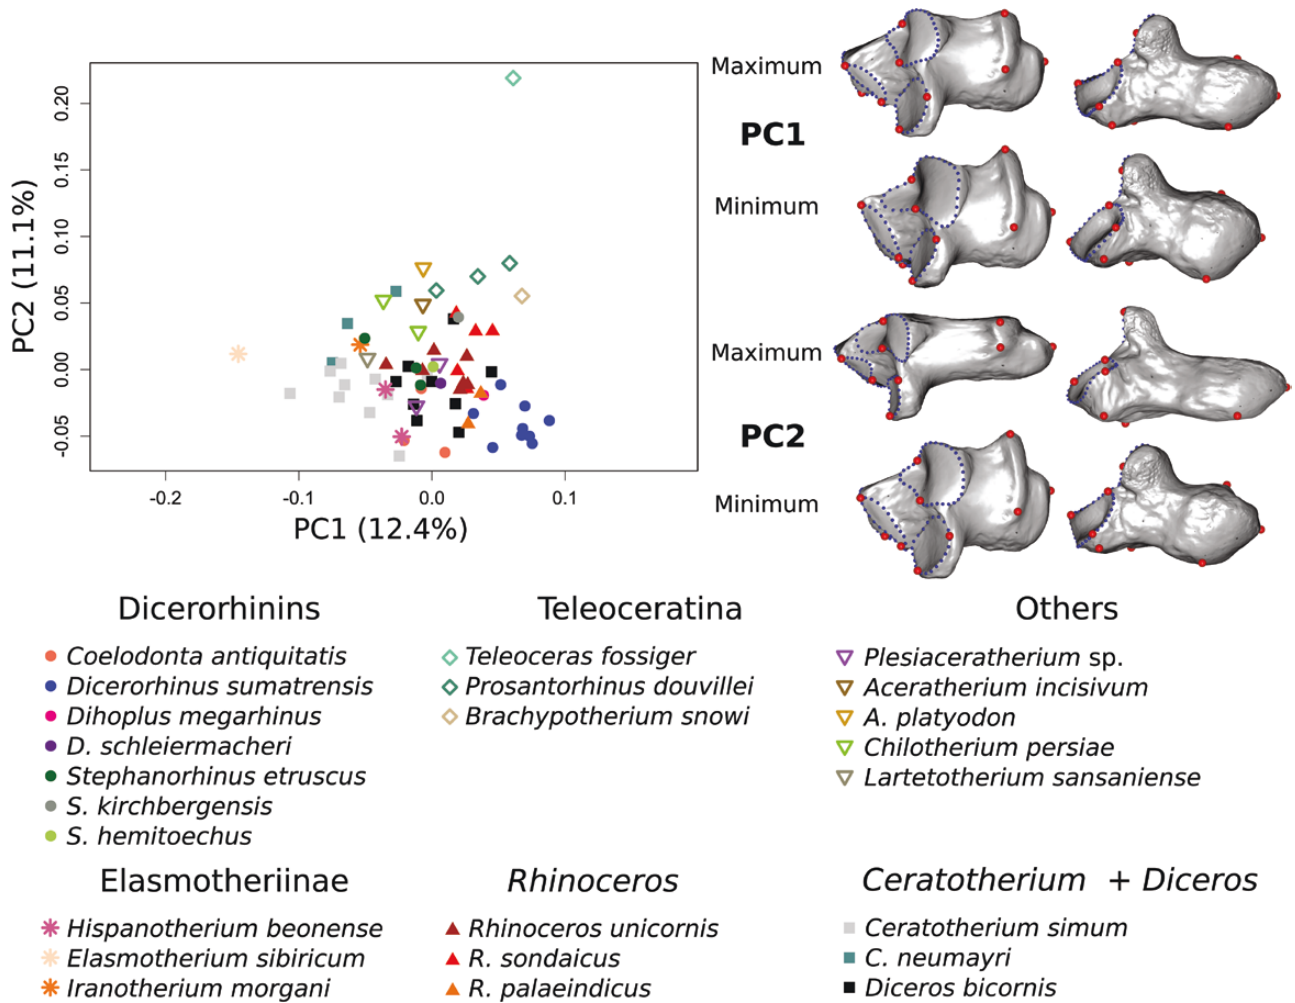 PC2 (11.1%)
0.20
0.15
0.10
0.05
0.00
-0.05
-0.2
-0.1
0.0
0.1
PC1 (12.4%)
Maximum
PC1
Minimum
Maximum
PC2
Minimum
Dicerorhinins
Coelodonta antiquitatis
Dicerorhinus sumatrensis
Dihoplus megarhinus
D. schleiermacheri
Stephanorhinus etruscus
S. kirchbergensis
S. hemitoechus
Teleoceratina
Teleoceras fossiger
Prosantorhinus douvillei
Brachypotherium snowi
Others
Plesiaceratherium sp.
Aceratherium incisivum
A. platyodon
Chilotherium persiae
Lartetotherium sansaniense
Elasmotheriinae
Hispanotherium beonense
Elasmotherium sibiricum
Iranotherium morgani
Rhinoceros
Rhinoceros unicornis
R. sondaicus
R. palaeindicus
Ceratotherium + Diceros
Ceratotherium simum
C. neumayri
Diceros bicornis